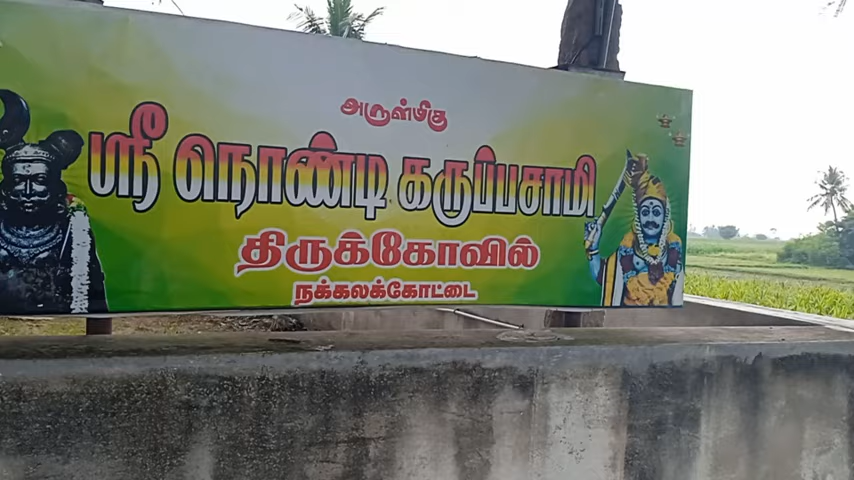 அருள்மிகு
ஸ்ரீ நொண்டி கருப்பசாமி
திருக்கோவில்
நக்கலக்கோட்டை